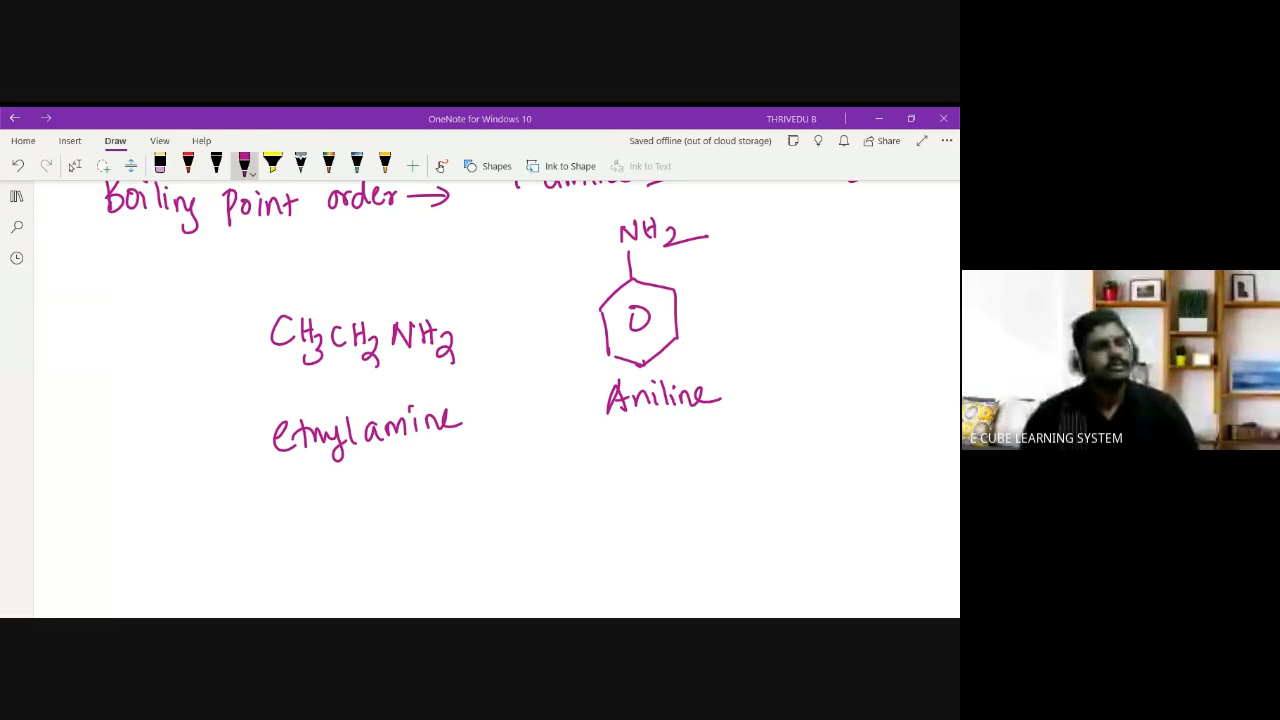 OneNote for Windows 10
THRIVEDU B
Home Insert Draw View Help
Saved offline (out of cloud storage)
Share
Shapes
Ink to Shape
Ink to Text
Boiling point order →
NH2
CH3CH2NH2
Aniline
ethylamine
E CUBE LEARNING SYSTEM